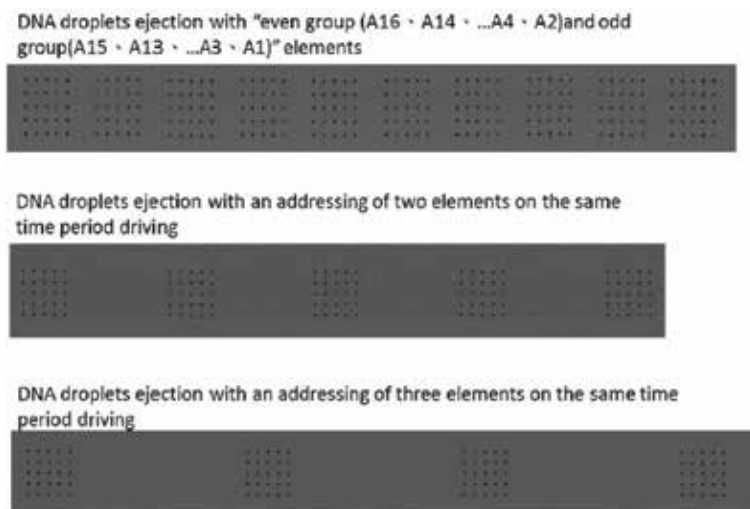 DNA droplets ejection with “even group (A16、A14、...A4、A2)and odd
group(A15、A13、...A3、A1)” elements
DNA droplets ejection with an addressing of two elements on the same
time period driving
DNA droplets ejection with an addressing of three elements on the same time
period driving